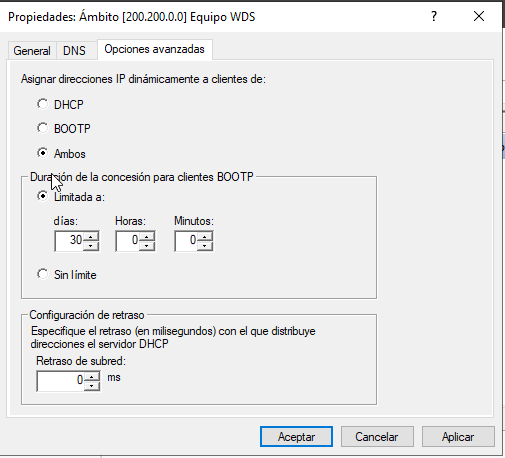 Propiedades: Ámbito [200.200.0.0] Equipo WDS ? ×
General DNS Opciones avanzadas
Asignar direcciones IP dinámicamente a clientes de:
DHCP
BOOTP
Ambos
Duración de la concesión para clientes BOOTP
Limitada a:
días: Horas: Minutos:
30 0 0
Sin límite
Configuración de retraso
Especifique el retraso (en milisegundos) con el que distribuye
direcciones el servidor DHCP
Retraso de subred:
0 ms
Aceptar Cancelar Aplicar